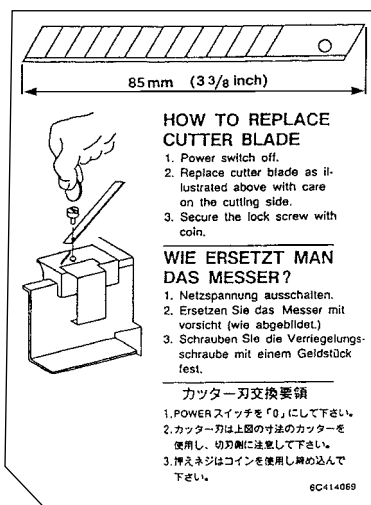 85mm (3 3/8 inch)
HOW TO REPLACE
CUTTER BLADE
1. Power switch off.
2. Replace cutter blade as il-
lustrated above with care
on the cutting side.
3. Secure the lock screw with
coin.
WIE ERSETZT MAN
DAS MESSER?
1. Netzspannung ausschalten.
2. Ersetzen Sie das Messer mit
vorsicht (wie abgebildet.)
3. Schrauben Sie die Verriegelungs-
schraube mit einem Geldstück
fest.
カッター刃交換要領
1.POWERスイッチを「0」にして下さい。
2.カッター刃は上図の寸法のカッターを
使用し、切刃側に注意して下さい。
3.押えネジはコインを使用し締め込んで
下さい。
6C414069